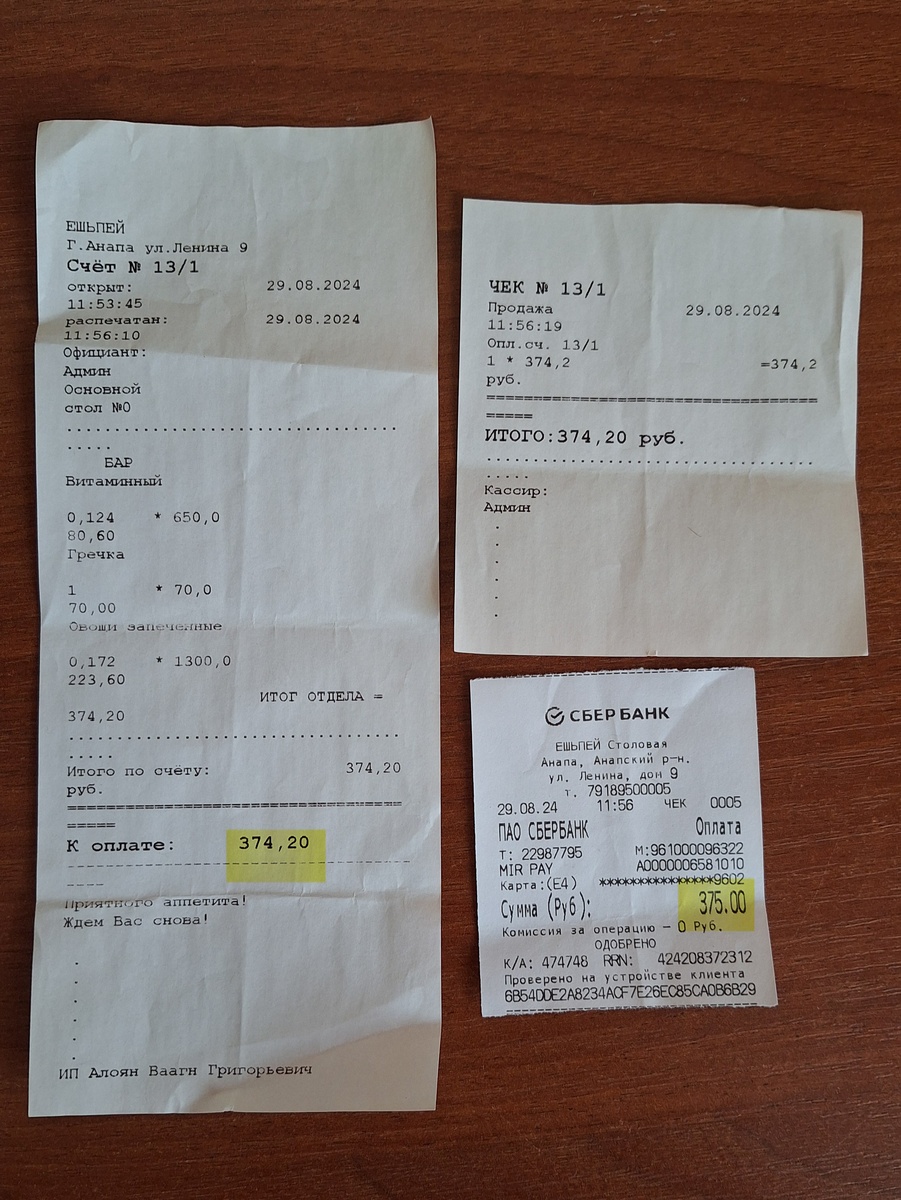 ЕШЬПЕЙ
Г.Анапа ул.Ленина 9
Счёт № 13/1
открыт: 29.08.2024
11:53:45
распечатан: 29.08.2024
11:56:10
Официант:
Админ
Основной
стол №0
БАР
Витаминный
0,124 * 650,0
80,60
Гречка
1 * 70,0
70,00
Овощи запеченные
0,172 * 1300,0
223,60
ИТОГ ОТДЕЛА =
374,20
Итого по счёту: 374,20
руб.
К оплате: 374,20
Приятного аппетита!
Ждем Вас снова!
ИП Алоян Ваагн Григорьевич
ЧЕК № 13/1
Продажа 29.08.2024
11:56:19
Опл.сч. 13/1
1 * 374,2 =374,2
руб.
ИТОГО:374,20 руб.
Кассир:
Админ
СБЕР БАНК
ЕШЬПЕЙ Столовая
Анапа, Анапский р-н.
ул. Ленина, дом 9
т. 79189500005
29.08.24 11:56 ЧЕК 0005
ПАО СБЕРБАНК Оплата
Т: 22987795 М:961000096322
MIR PAY A0000006581010
Карта:(E4) ***************9602
Сумма (Руб): 375.00
Комиссия за операцию – 0 Руб.
ОДОБРЕНО
К/А: 474748 RRN: 424208372312
Проверено на устройстве клиента
6B54DDE2A8234ACF7E26EC85CA0B6B29